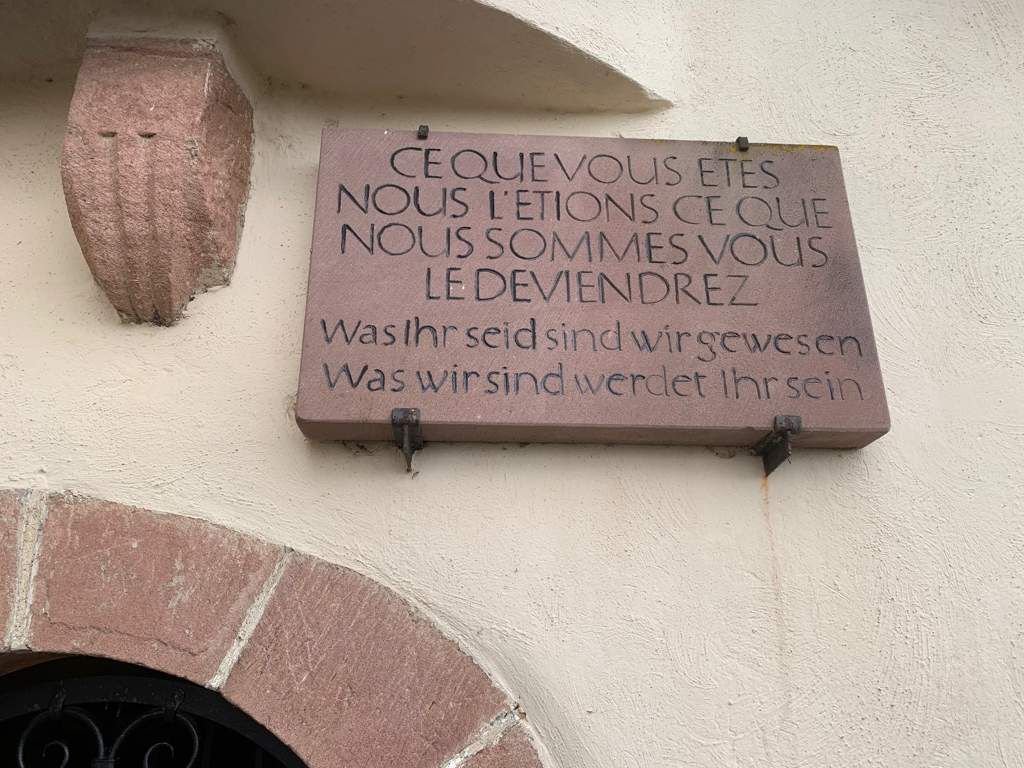 CE QUE VOUS ETES
NOUS L'ETIONS CE QUE
NOUS SOMMES VOUS
LE DEVIENDREZ
Was Ihr seid sind wir gewesen
Was wir sind werdet Ihr sein